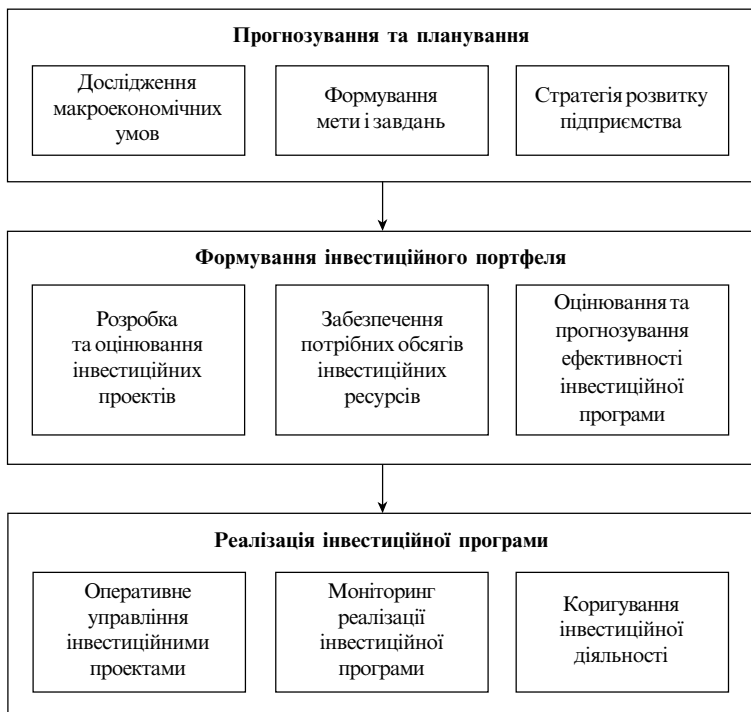 Прогнозування та планування
Дослідження
макроекономічних
умов
Формування
мети і завдань
Стратегія розвитку
підприємства
Формування інвестиційного портфеля
Розробка
та оцінювання
інвестиційних
проектів
Забезпечення
потрібних обсягів
інвестиційних
ресурсів
Оцінювання та
прогнозування
ефективності
інвестиційної
програми
Реалізація інвестиційної програми
Оперативне
управління
інвестиційними
проектами
Моніторинг
реалізації
інвестиційної
програми
Коригування
інвестиційної
діяльності